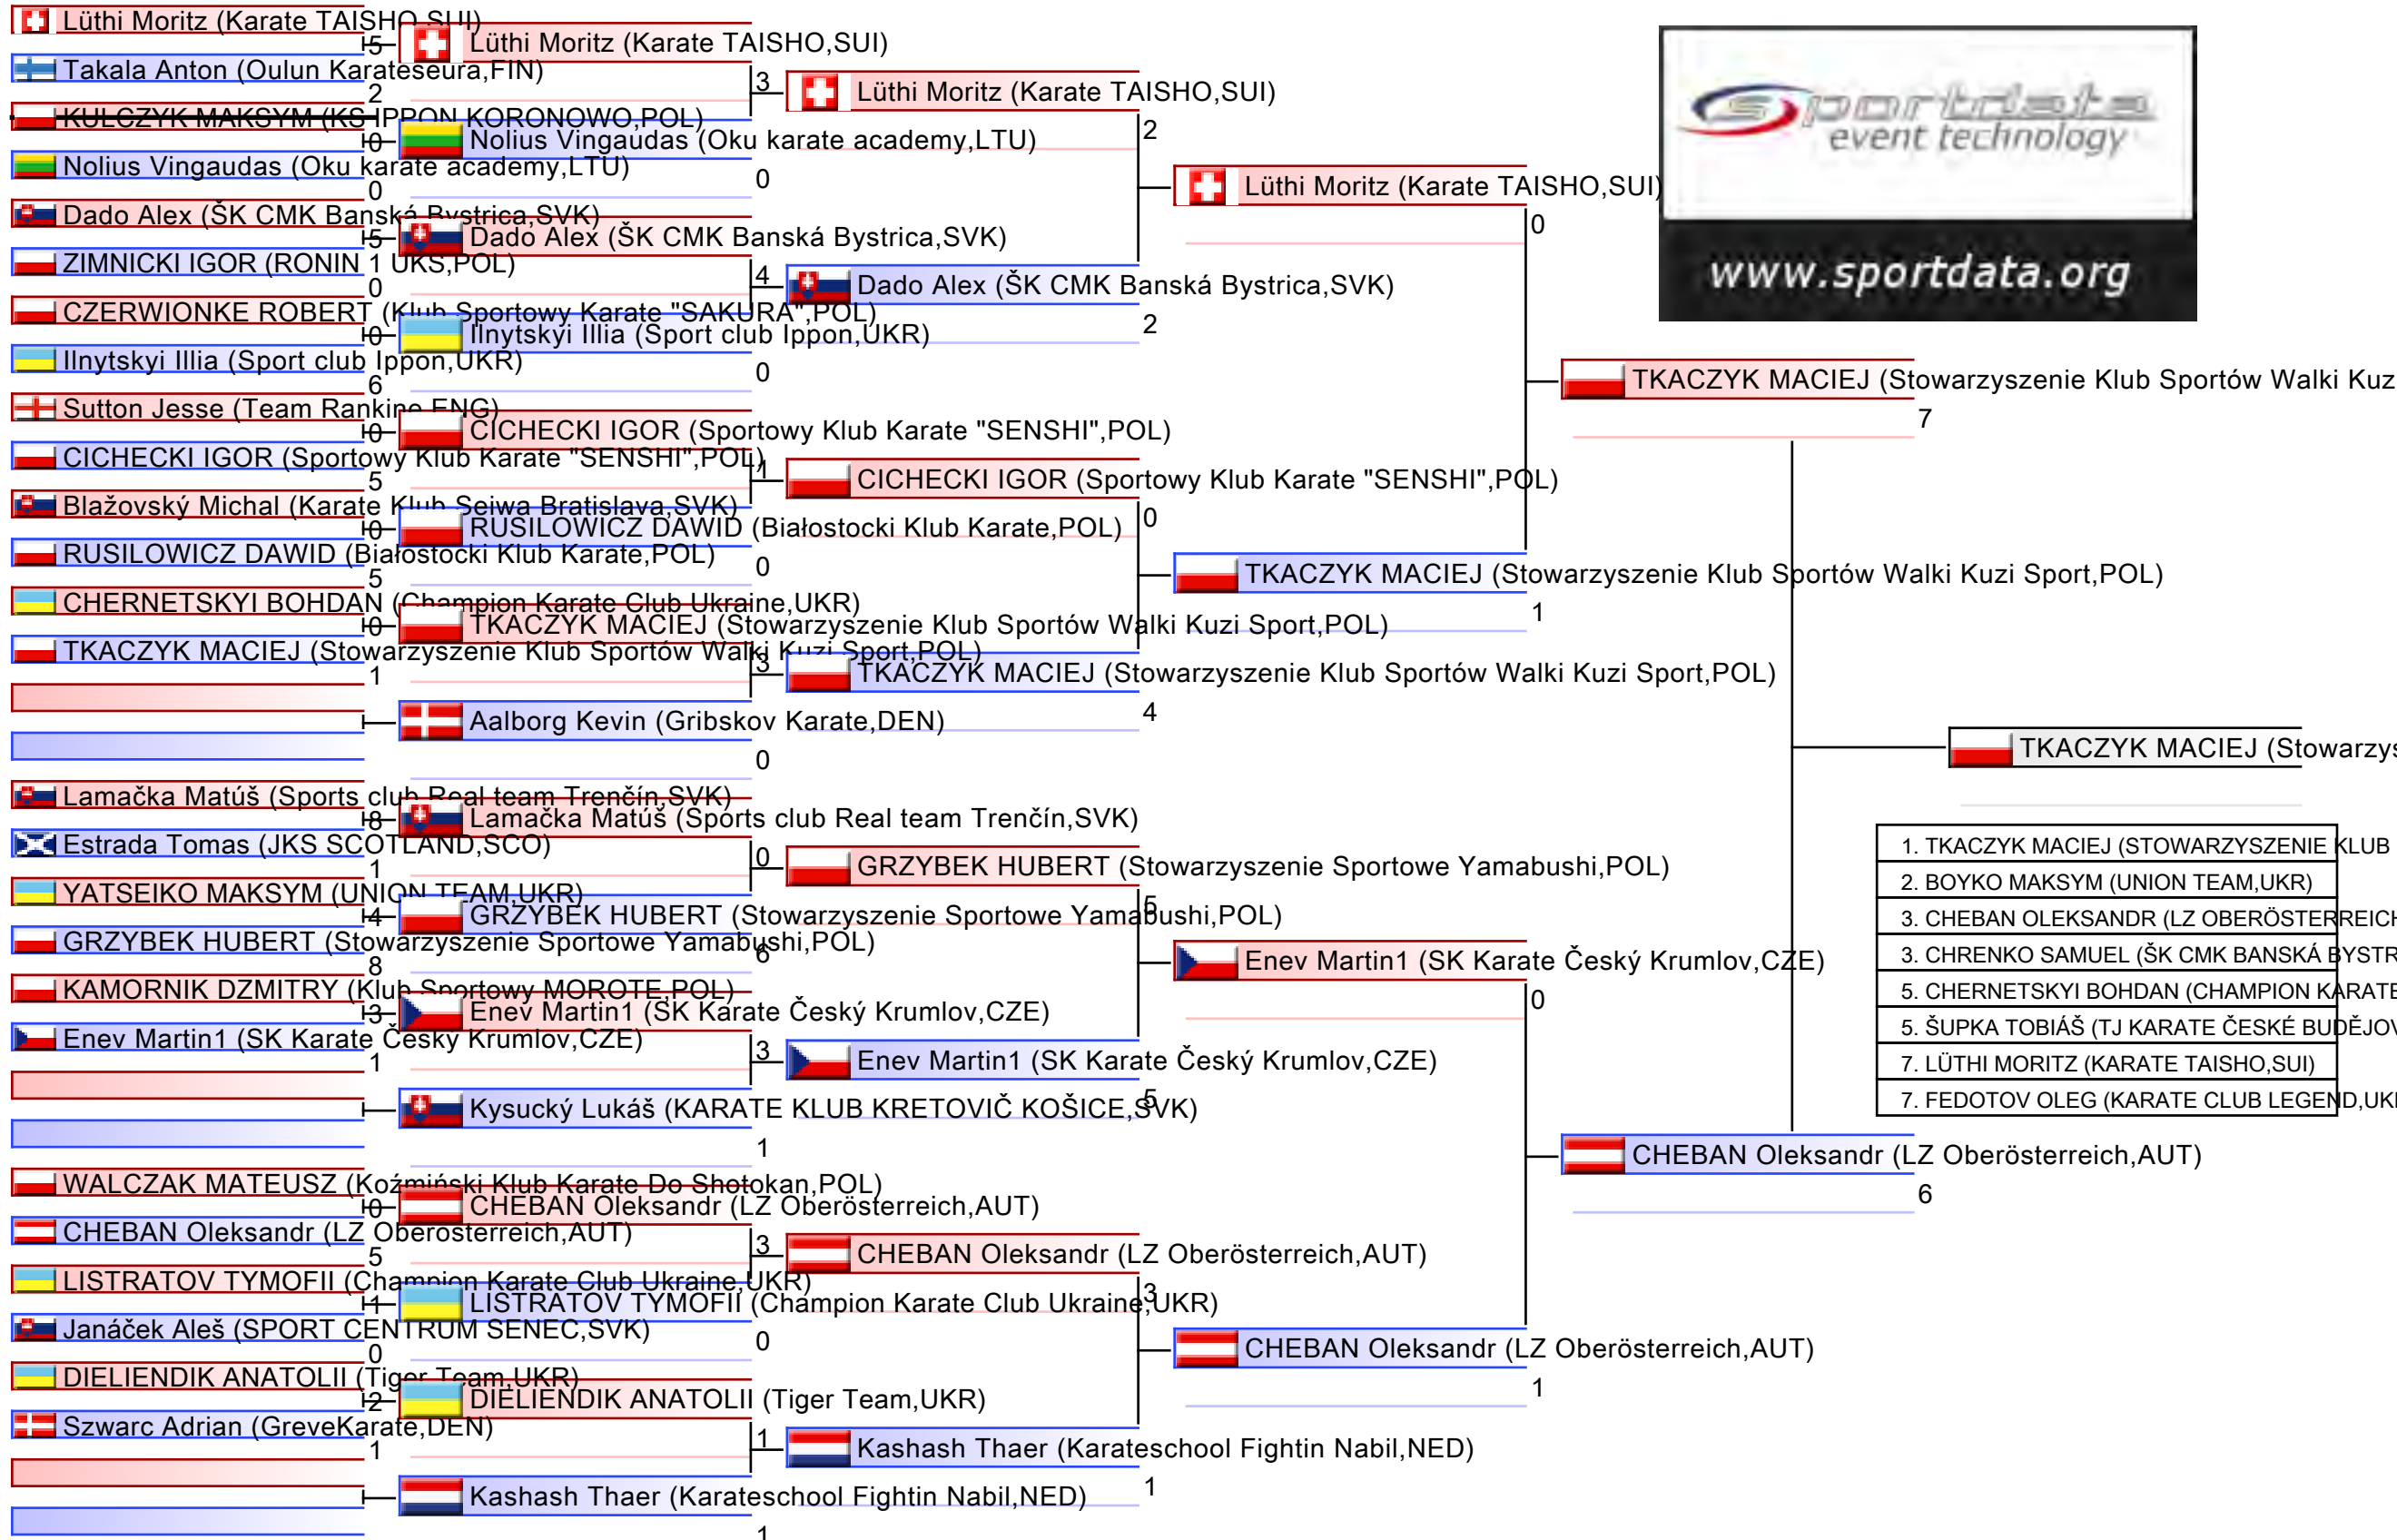 Lüthi Moritz (Karate TAISHO,SUI)
5
Takala Anton (Oulun Karateseura,FIN)
2
KULCZYK MAKSYM (KS IPPON KORONOWO,POL)
0
Nolius Vingaudas (Oku karate academy,LTU)
0
Dado Alex (ŠK CMK Banská Bystrica,SVK)
5
ZIMNICKI IGOR (RONIN 1 UKS,POL)
0
CZERWIONKE ROBERT (Klub Sportowy Karate "SAKURA",POL)
0
Ilnytskyi Illia (Sport club Ippon,UKR)
6
Sutton Jesse (Team Rankine,ENG)
0
CICHECKI IGOR (Sportowy Klub Karate "SENSHI",POL)
5
Blažovský Michal (Karate Klub Seiwa Bratislava,SVK)
0
RUSILOWICZ DAWID (Białostocki Klub Karate,POL)
5
CHERNETSKYI BOHDAN (Champion Karate Club Ukraine,UKR)
0
TKACZYK MACIEJ (Stowarzyszenie Klub Sportów Walki Kuzi Sport,POL)
1
Lamačka Matúš (Sports club Real team Trenčín,SVK)
8
Estrada Tomas (JKS SCOTLAND,SCO)
1
YATSEIKO MAKSYM (UNION TEAM,UKR)
4
GRZYBEK HUBERT (Stowarzyszenie Sportowe Yamabushi,POL)
8
KAMORNIK DZMITRY (Klub Sportowy MOROTE,POL)
3
Enev Martin1 (SK Karate Český Krumlov,CZE)
1
WALCZAK MATEUSZ (Koźmiński Klub Karate Do Shotokan,POL)
0
CHEBAN Oleksandr (LZ Oberösterreich,AUT)
5
LISTRATOV TYMOFII (Champion Karate Club Ukraine,UKR)
1
Janáček Aleš (SPORT CENTRUM SENEC,SVK)
0
DIELIENDIK ANATOLII (Tiger Team,UKR)
2
Szwarc Adrian (GreveKarate,DEN)
1
Lüthi Moritz (Karate TAISHO,SUI)
3
Nolius Vingaudas (Oku karate academy,LTU)
0
Dado Alex (ŠK CMK Banská Bystrica,SVK)
4
Ilnytskyi Illia (Sport club Ippon,UKR)
0
CICHECKI IGOR (Sportowy Klub Karate "SENSHI",POL)
1
RUSILOWICZ DAWID (Białostocki Klub Karate,POL)
0
TKACZYK MACIEJ (Stowarzyszenie Klub Sportów Walki Kuzi Sport,POL)
3
Aalborg Kevin (Gribskov Karate,DEN)
0
Lamačka Matúš (Sports club Real team Trenčín,SVK)
0
GRZYBEK HUBERT (Stowarzyszenie Sportowe Yamabushi,POL)
6
Enev Martin1 (SK Karate Český Krumlov,CZE)
3
Kysucký Lukáš (KARATE KLUB KRETOVIČ KOŠICE,SVK)
1
CHEBAN Oleksandr (LZ Oberösterreich,AUT)
3
LISTRATOV TYMOFII (Champion Karate Club Ukraine,UKR)
0
DIELIENDIK ANATOLII (Tiger Team,UKR)
1
Kashash Thaer (Karateschool Fightin Nabil,NED)
1
Lüthi Moritz (Karate TAISHO,SUI)
2
Dado Alex (ŠK CMK Banská Bystrica,SVK)
2
CICHECKI IGOR (Sportowy Klub Karate "SENSHI",POL)
0
TKACZYK MACIEJ (Stowarzyszenie Klub Sportów Walki Kuzi Sport,POL)
4
GRZYBEK HUBERT (Stowarzyszenie Sportowe Yamabushi,POL)
5
Enev Martin1 (SK Karate Český Krumlov,CZE)
5
CHEBAN Oleksandr (LZ Oberösterreich,AUT)
3
Kashash Thaer (Karateschool Fightin Nabil,NED)
1
Lüthi Moritz (Karate TAISHO,SUI)
0
TKACZYK MACIEJ (Stowarzyszenie Klub Sportów Walki Kuzi Sport,POL)
1
Enev Martin1 (SK Karate Český Krumlov,CZE)
0
CHEBAN Oleksandr (LZ Oberösterreich,AUT)
1
TKACZYK MACIEJ (Stowarzyszenie Klub Sportów Walki Kuz
7
CHEBAN Oleksandr (LZ Oberösterreich,AUT)
6
TKACZYK MACIEJ (Stowarzys
sportdata
event technology
www.sportdata.org
1. TKACZYK MACIEJ (STOWARZYSZENIE KLUB
2. BOYKO MAKSYM (UNION TEAM,UKR)
3. CHEBAN OLEKSANDR (LZ OBERÖSTERREICH
3. CHRENKO SAMUEL (ŠK CMK BANSKÁ BYSTR
5. CHERNETSKYI BOHDAN (CHAMPION KARATE
5. ŠUPKA TOBIÁŠ (TJ KARATE ČESKÉ BUDĚJOV
7. LÜTHI MORITZ (KARATE TAISHO,SUI)
7. FEDOTOV OLEG (KARATE CLUB LEGEND,UKR